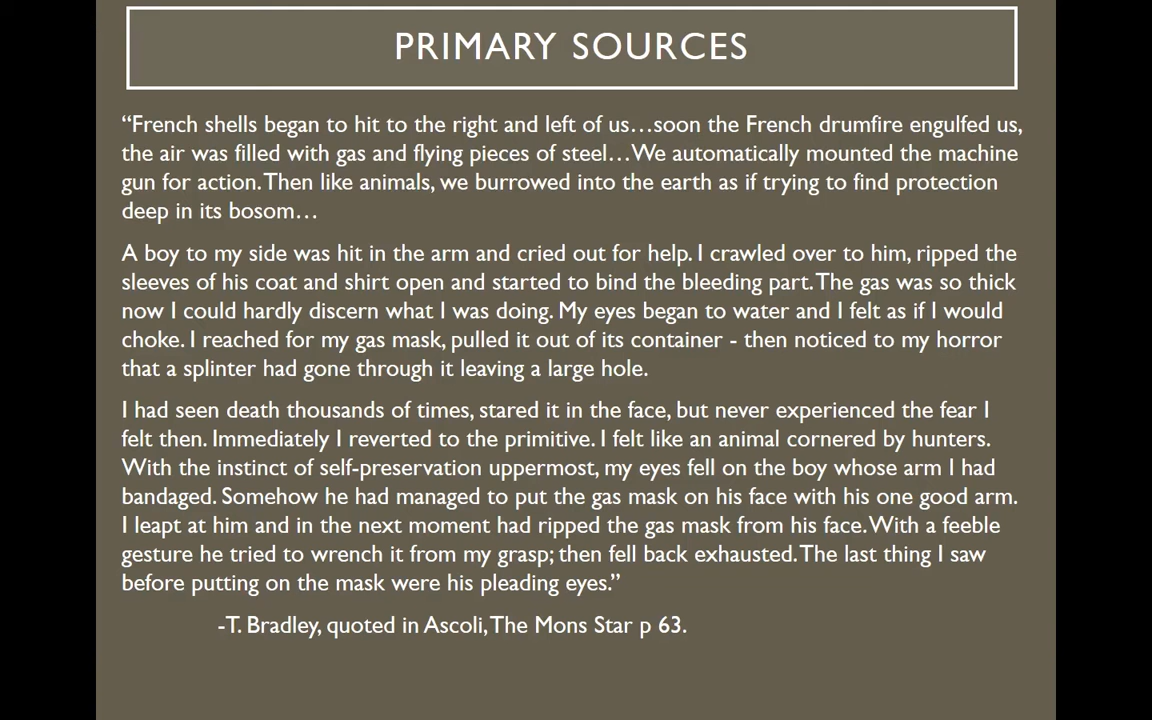 PRIMARY SOURCES
“French shells began to hit to the right and left of us…soon the French drumfire engulfed us,
the air was filled with gas and flying pieces of steel…We automatically mounted the machine
gun for action. Then like animals, we burrowed into the earth as if trying to find protection
deep in its bosom…
A boy to my side was hit in the arm and cried out for help. I crawled over to him, ripped the
sleeves of his coat and shirt open and started to bind the bleeding part. The gas was so thick
now I could hardly discern what I was doing. My eyes began to water and I felt as if I would
choke. I reached for my gas mask, pulled it out of its container - then noticed to my horror
that a splinter had gone through it leaving a large hole.
I had seen death thousands of times, stared it in the face, but never experienced the fear I
felt then. Immediately I reverted to the primitive. I felt like an animal cornered by hunters.
With the instinct of self-preservation uppermost, my eyes fell on the boy whose arm I had
bandaged. Somehow he had managed to put the gas mask on his face with his one good arm.
I leapt at him and in the next moment had ripped the gas mask from his face. With a feeble
gesture he tried to wrench it from my grasp; then fell back exhausted. The last thing I saw
before putting on the mask were his pleading eyes.”
-T. Bradley, quoted in Ascoli, The Mons Star p 63.